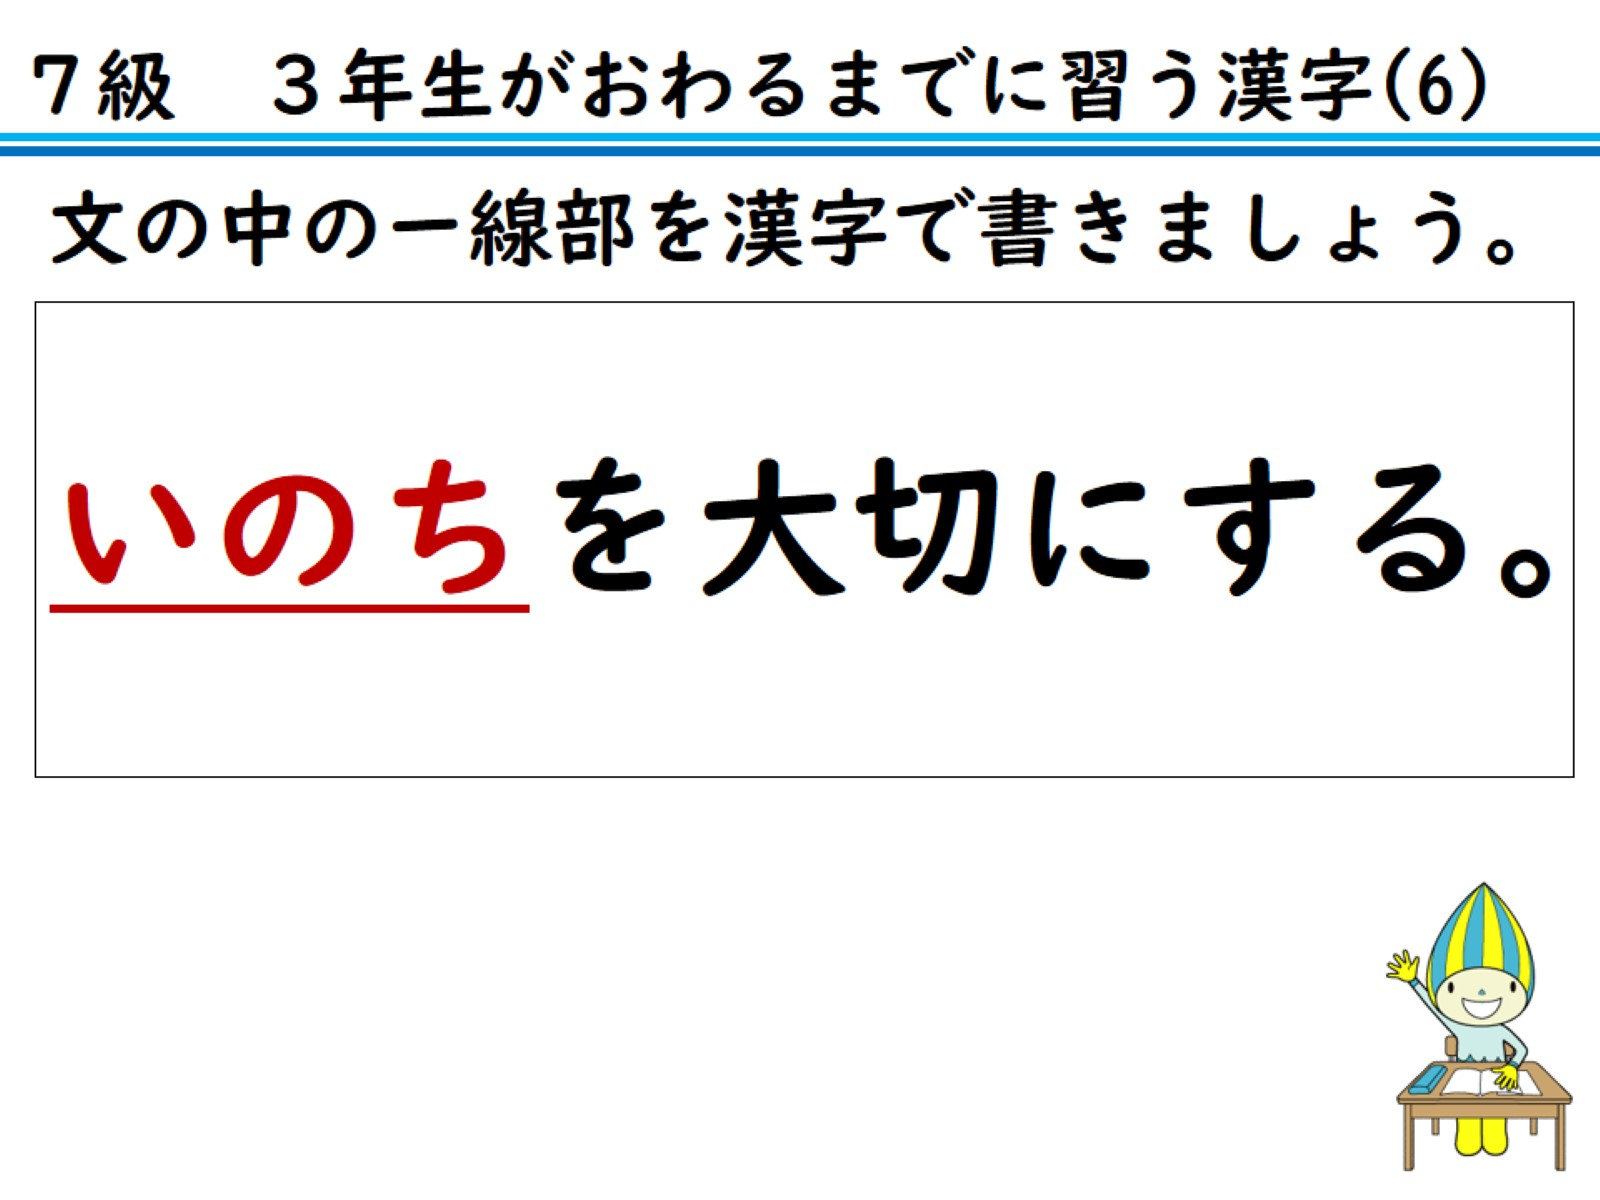 ７級　３年生がおわるまでに習う漢字(6)
文の中の一線部を漢字で書きましょう。
いのちを大切にする。